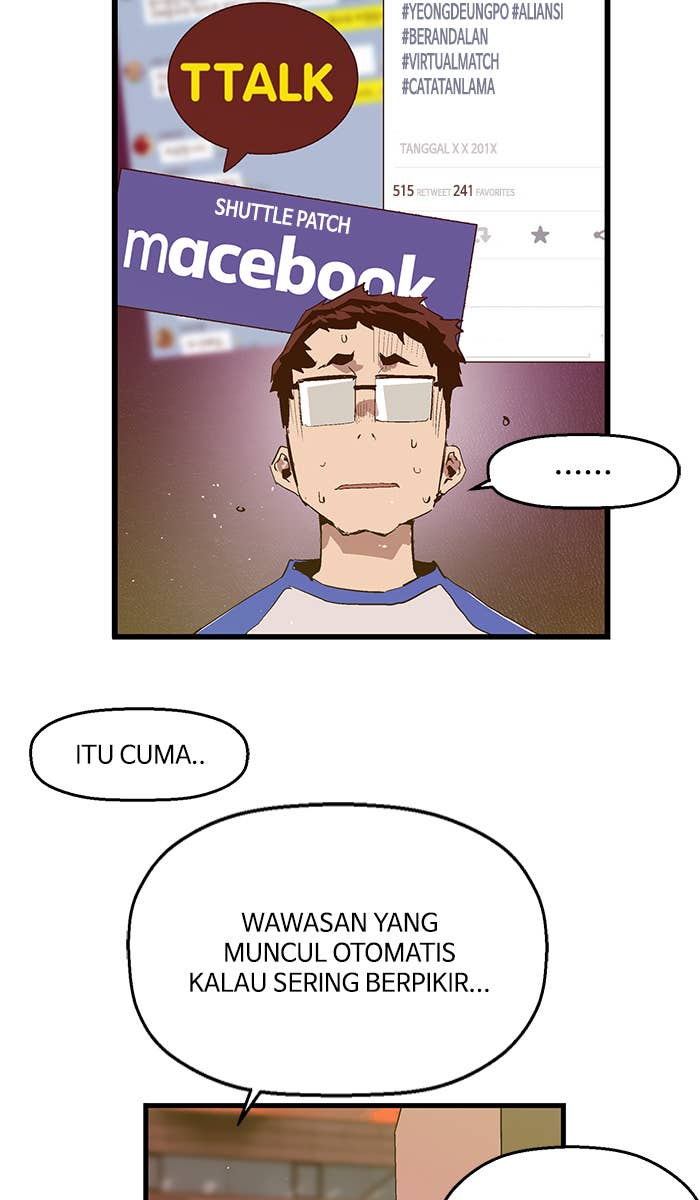 #YEONGDEUNGPO #ALIANSI
#BERANDALAN
#VIRTUALMATCH
#CATATANLAMA
TTALK
TANGGAL X X 201X
515 RETWEET 241 FAVORITES
SHUTTLE PATCH
macebook
......
ITU CUMA..
WAWASAN YANG
MUNCUL OTOMATIS
KALAU SERING BERPIKIR...